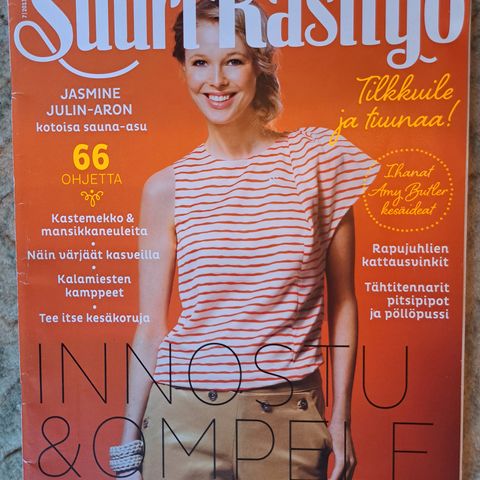 Suuri Käsityö
JASMINE
JULIN-ARON
kotoisa sauna-asu
66
OHJETTA
Kastemekko &
mansikkaneuleita
•
Näin värjäät kasveilla
•
Kalamiesten
kamppeet
•
Tee itse kesäkoruja
Tilkkuile
ja tuunaa!
Ihanat
Amy Butler
kesäideat
Rapujuhlien
kattausvinkit
Tähtitennarit
pitsipipot
ja pöllöpussi
INNOSTU
&OMPELE